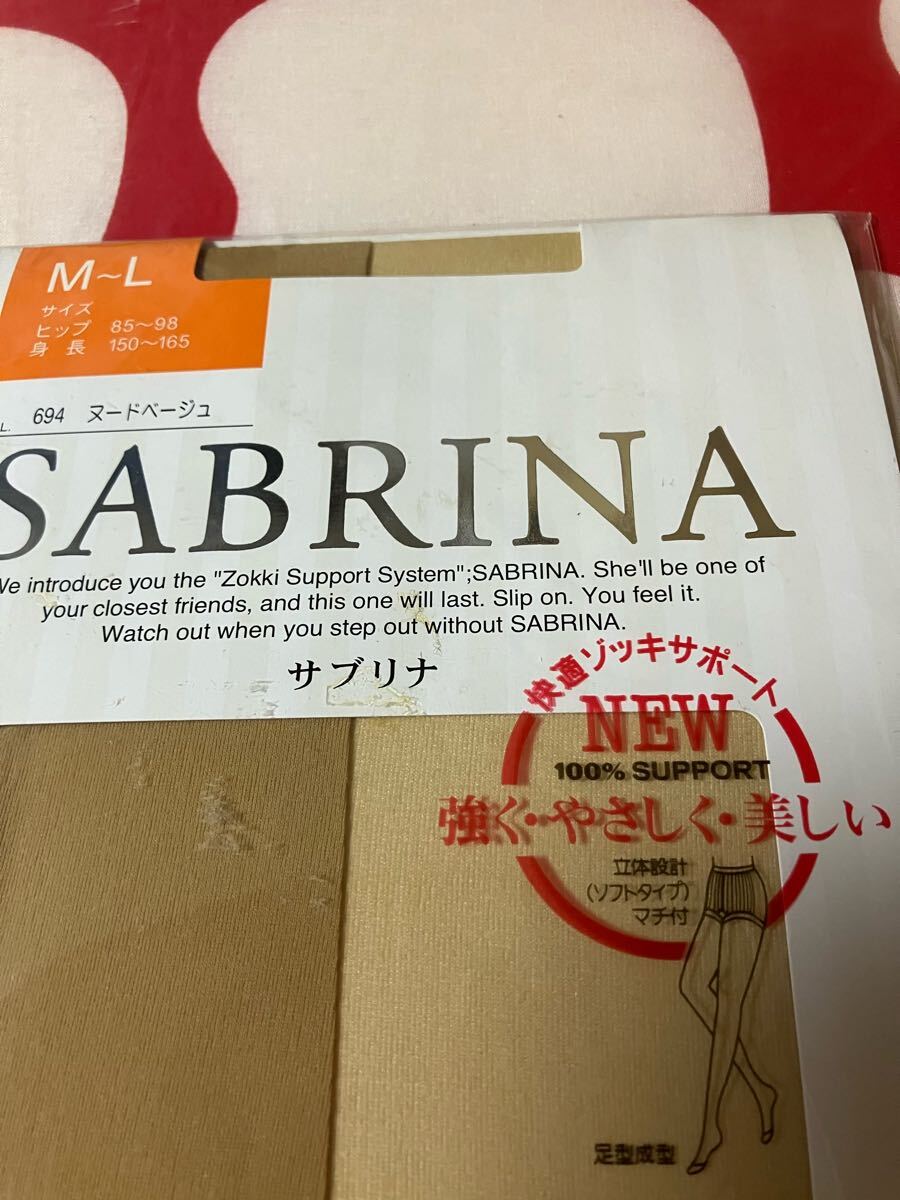 M~L
サイズ
ヒップ 85~98
身長 150~165
694 ヌードベージュ
SABRINA
We introduce you the "Zokki Support System";SABRINA. She'll be one of
your closest friends, and this one will last. Slip on. You feel it.
Watch out when you step out without SABRINA.
サブリナ
快適ゾッキサポート
NEW
100% SUPPORT
強く・やさしく・美しい
立体設計
(ソフトタイプ)
マチ付
足型成型